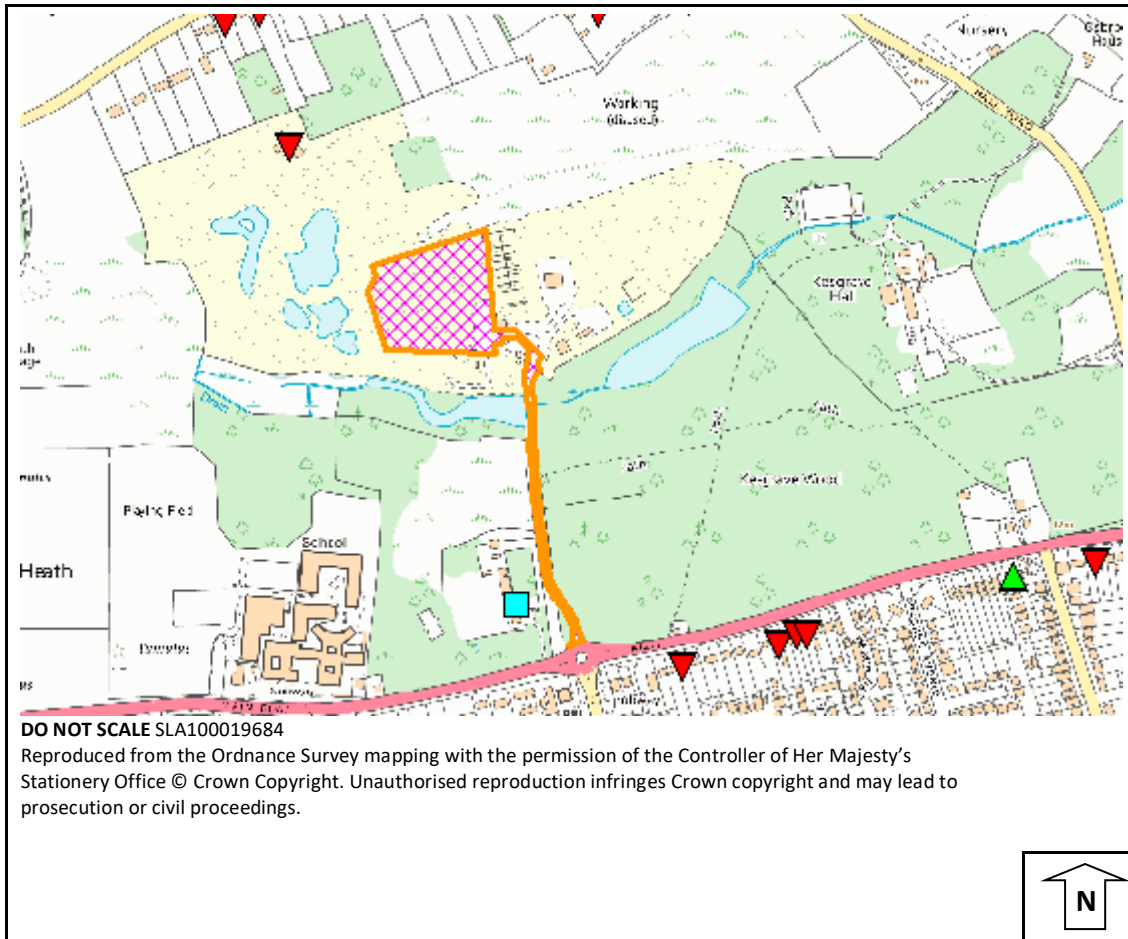 Nursery
Working
(disused)
Kesgrave
Hall
Drain
Playing Field
Kesgrave Wood
School
Heath
DO NOT SCALE SLA100019684
Reproduced from the Ordnance Survey mapping with the permission of the Controller of Her Majesty's
Stationery Office © Crown Copyright. Unauthorised reproduction infringes Crown copyright and may lead to
prosecution or civil proceedings.
N